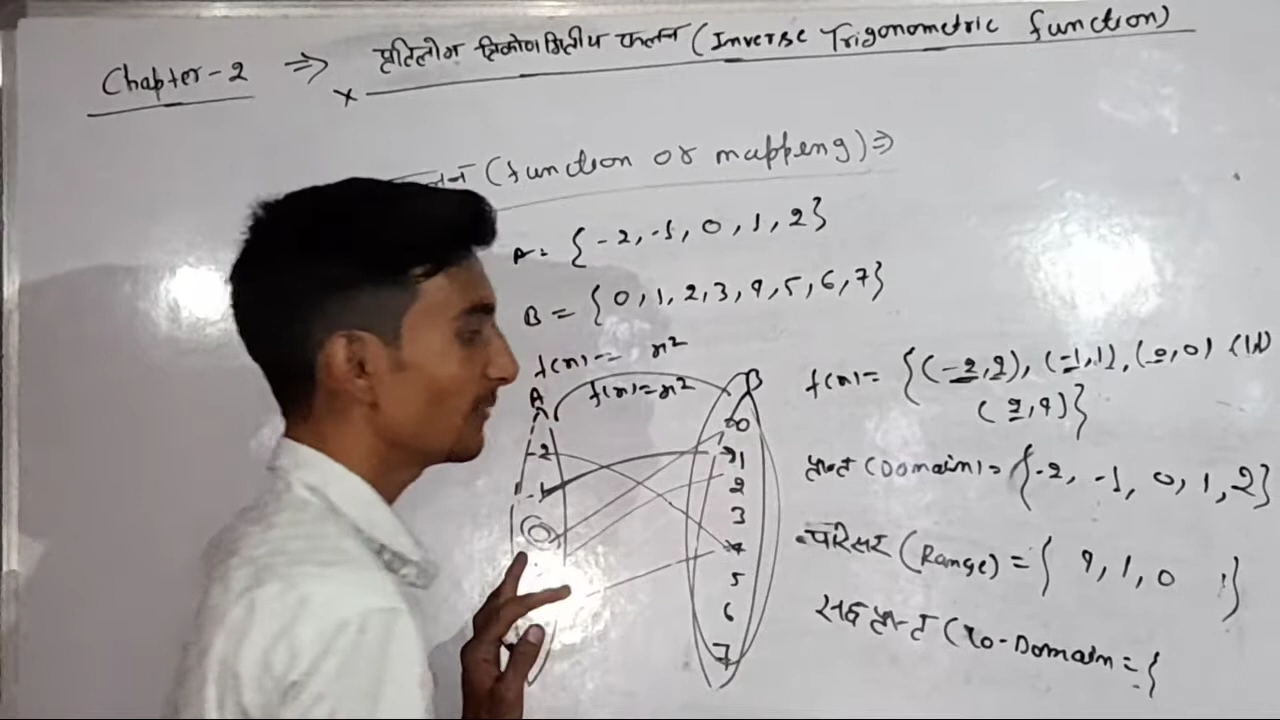 Chapter-2 ⇒ प्रतिलोम त्रिकोणमितीय फलन (Inverse Trigonometric function)
(function or mapping) ⇒
A = {-2, -1, 0, 1, 2}
B = {0, 1, 2, 3, 4, 5, 6, 7}
f(x) = x²
f(x) = x²
A
B
-2
-1
0
0
1
2
3
4
5
6
7
f(x) = {(-2, 2), (-1, 1), (0, 0) (1,1)
(2, 4)}
प्रान्त (Domain) = {-2, -1, 0, 1, 2}
परिसर (Range) = { 4, 1, 0 }
सह प्रान्त (Co-Domain = {